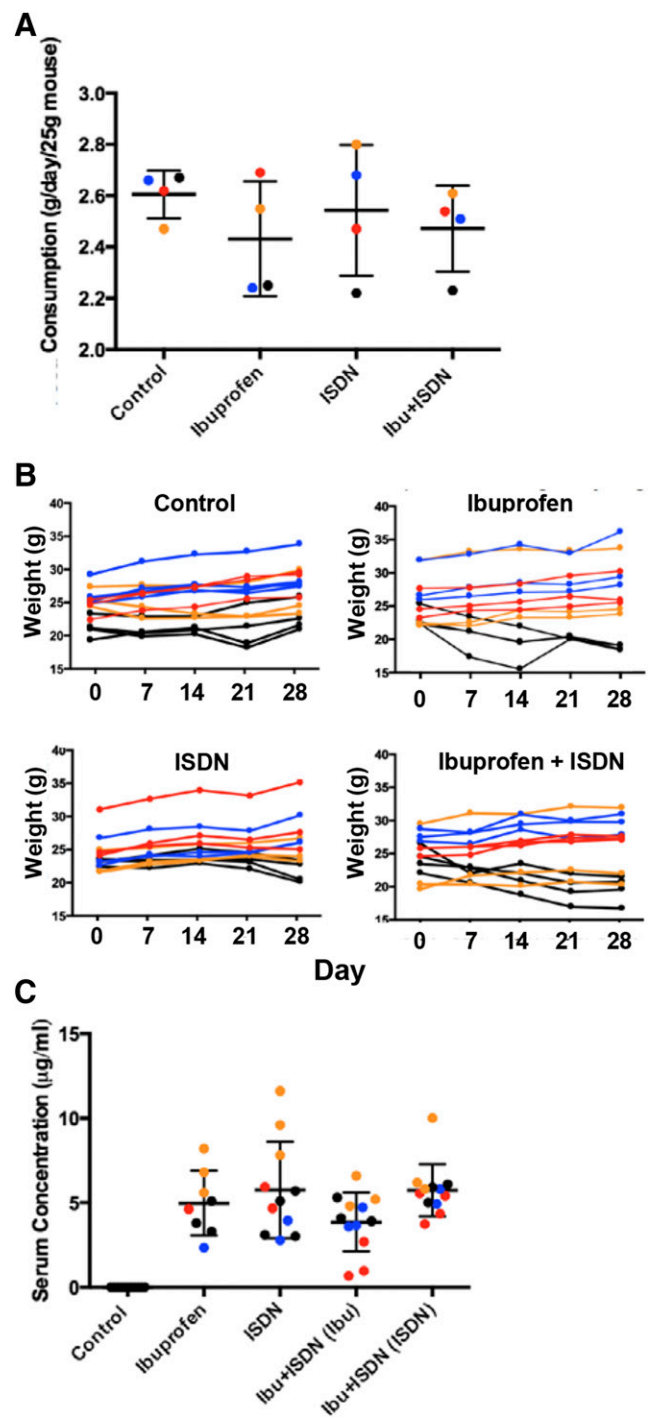 A
Consumption (g/day/25g mouse)
3.0
2.8
2.6
2.4
2.2
2.0
Control
Ibuprofen
ISDN
Ibu+ISDN
B
Control
Weight (g)
40
35
30
25
20
15
0 7 14 21 28
Ibuprofen
Weight (g)
40
35
30
25
20
15
0 7 14 21 28
ISDN
Weight (g)
40
35
30
25
20
15
0 7 14 21 28
Ibuprofen + ISDN
Weight (g)
40
35
30
25
20
15
0 7 14 21 28
Day
C
Serum Concentration (µg/ml)
15
10
5
0
Control
Ibuprofen
ISDN
Ibu+ISDN (Ibu)
Ibu+ISDN (ISDN)